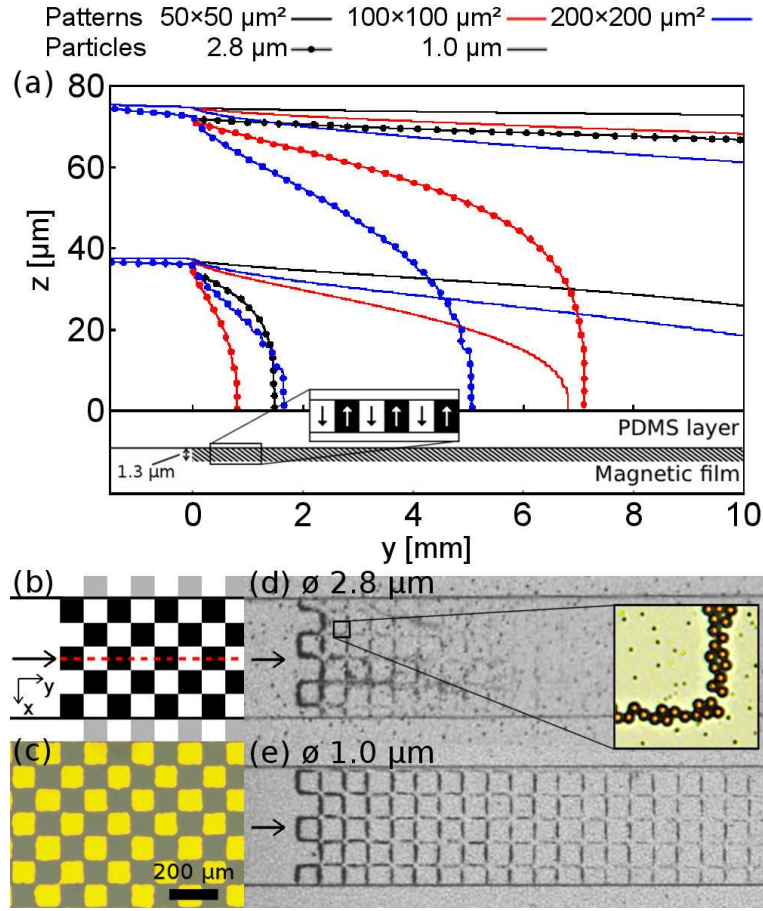 Patterns 50×50 μm² 100×100 μm² 200×200 μm²
Particles 2.8 μm 1.0 μm
(a)
80
60
40
20
0
z [μm]
PDMS layer
1.3 μm
Magnetic film
0 2 4 6 8 10
y [mm]
(b)
y
x
(d) ø 2.8 μm
(c)
200 μm
(e) ø 1.0 μm